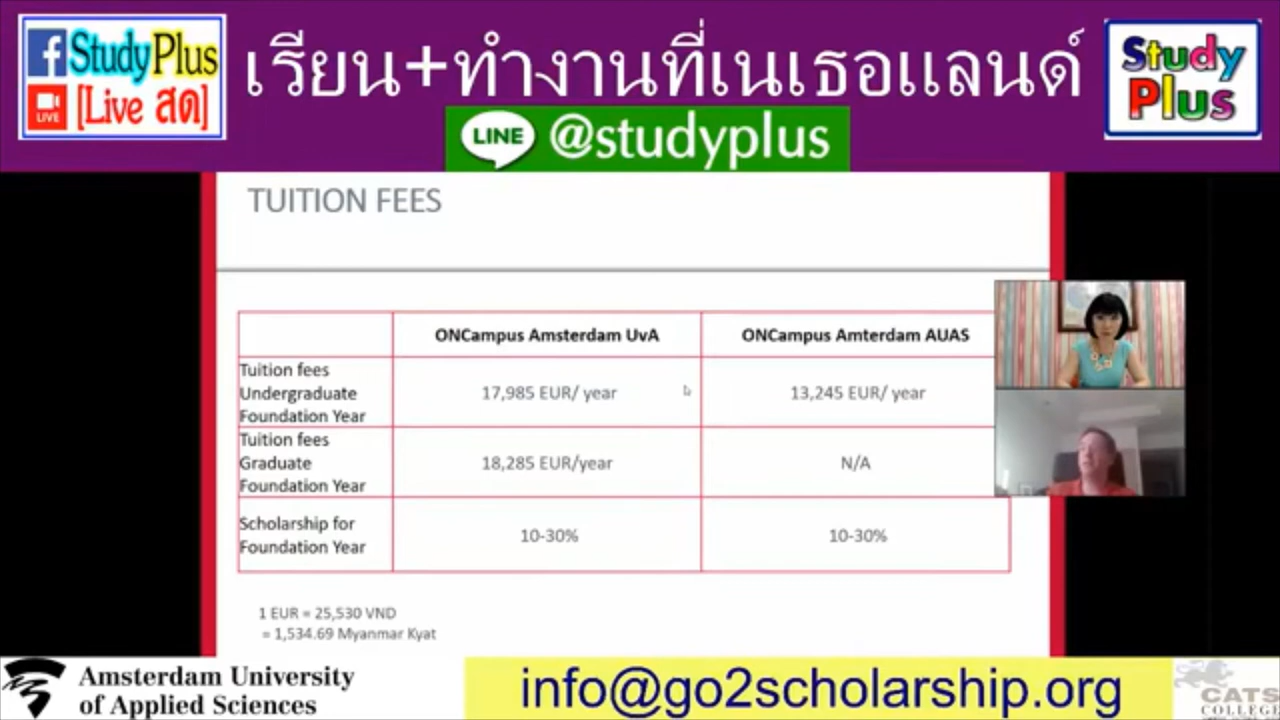 StudyPlus
LIVE [Live สด]
เรียน+ทำงานที่เนเธอแลนด์
LINE @studyplus
Study
Plus
TUITION FEES
ONCampus Amsterdam UvA
ONCampus Amterdam AUAS
Tuition fees
Undergraduate
Foundation Year
17,985 EUR/ year
13,245 EUR/ year
Tuition fees
Graduate
Foundation Year
18,285 EUR/year
N/A
Scholarship for
Foundation Year
10-30%
10-30%
1 EUR = 25,530 VND
= 1,534.69 Myanmar Kyat
Amsterdam University
of Applied Sciences
info@go2scholarship.org
CATS
COLLEGE